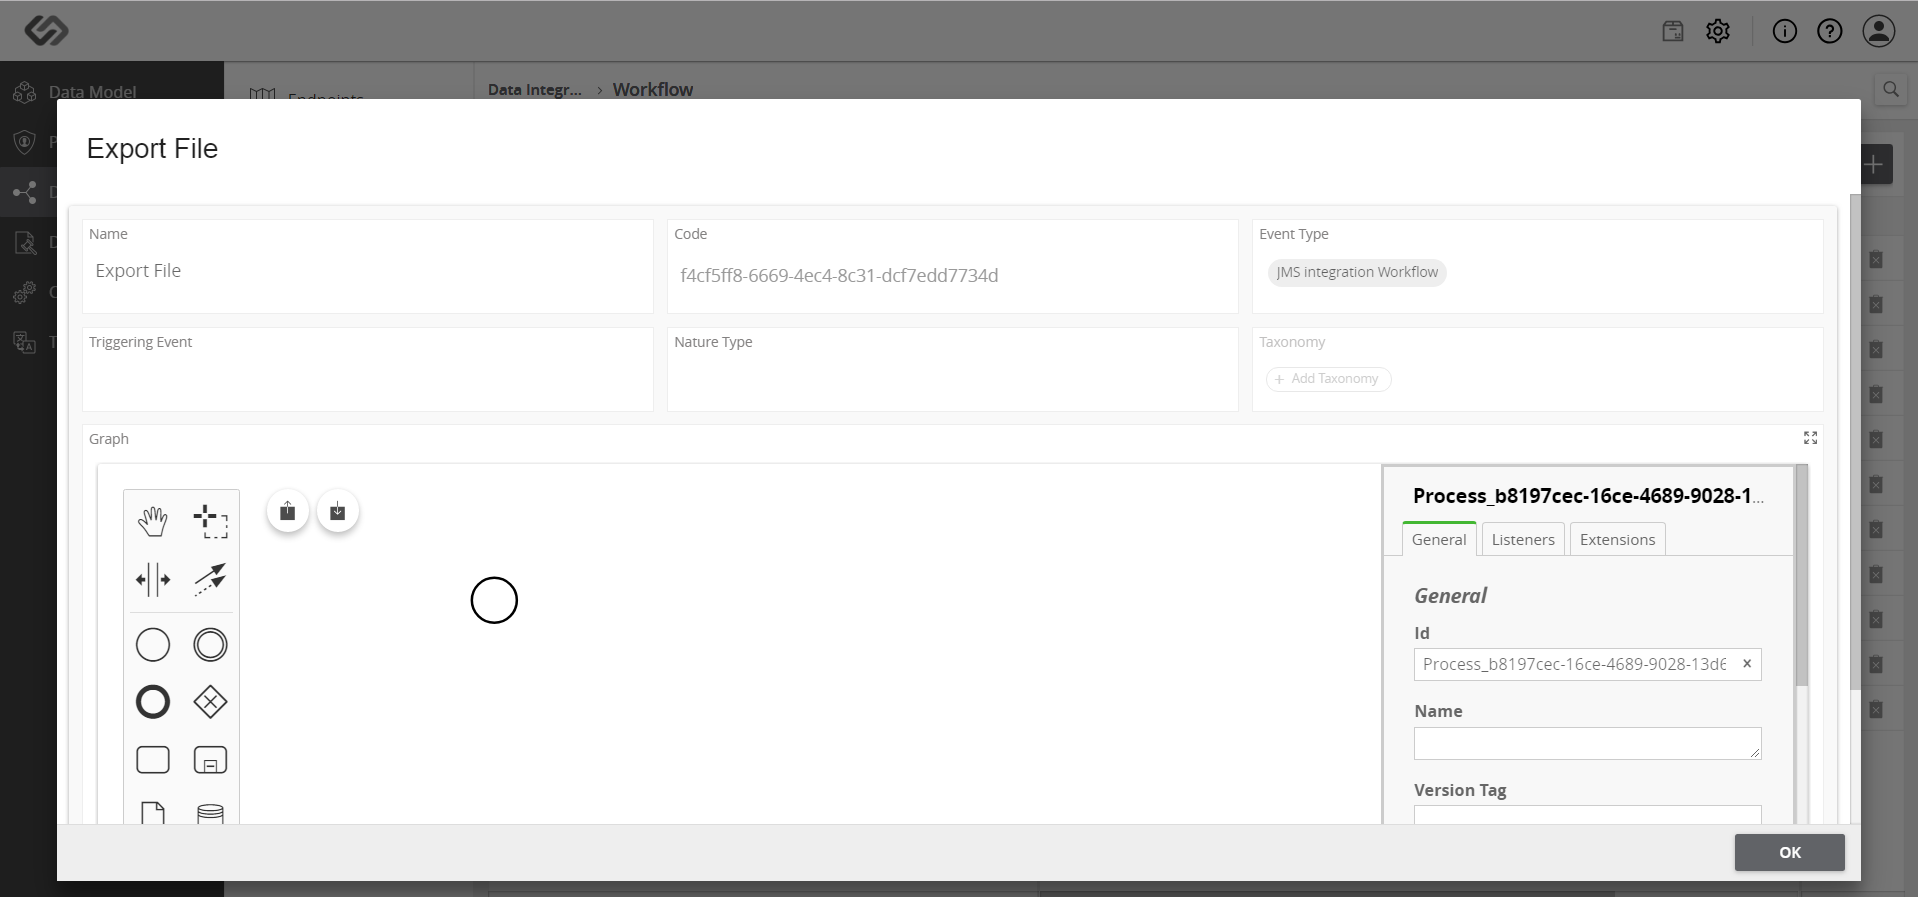 Data Model
Endpoints
Data Integr... › Workflow
Export File
Name
Export File
Code
f4cf5ff8-6669-4ec4-8c31-dcf7edd7734d
Event Type
JMS integration Workflow
Triggering Event
Nature Type
Taxonomy
+ Add Taxonomy
Graph
Process_b8197cec-16ce-4689-9028-1...
General Listeners Extensions
General
Id
Process_b8197cec-16ce-4689-9028-13d6
Name
Version Tag
OK